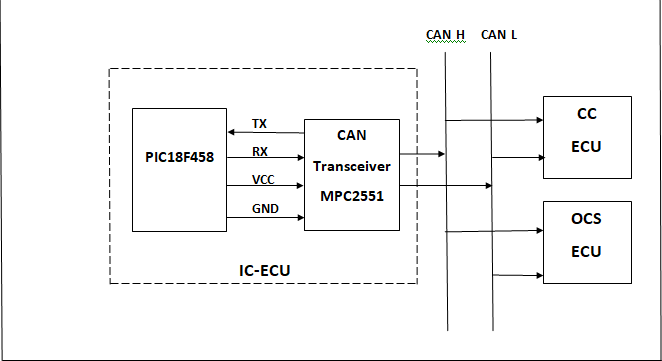 CAN H CAN L
TX
RX
VCC
GND
PIC18F458
CAN
Transceiver
MPC2551
IC-ECU
CC
ECU
OCS
ECU